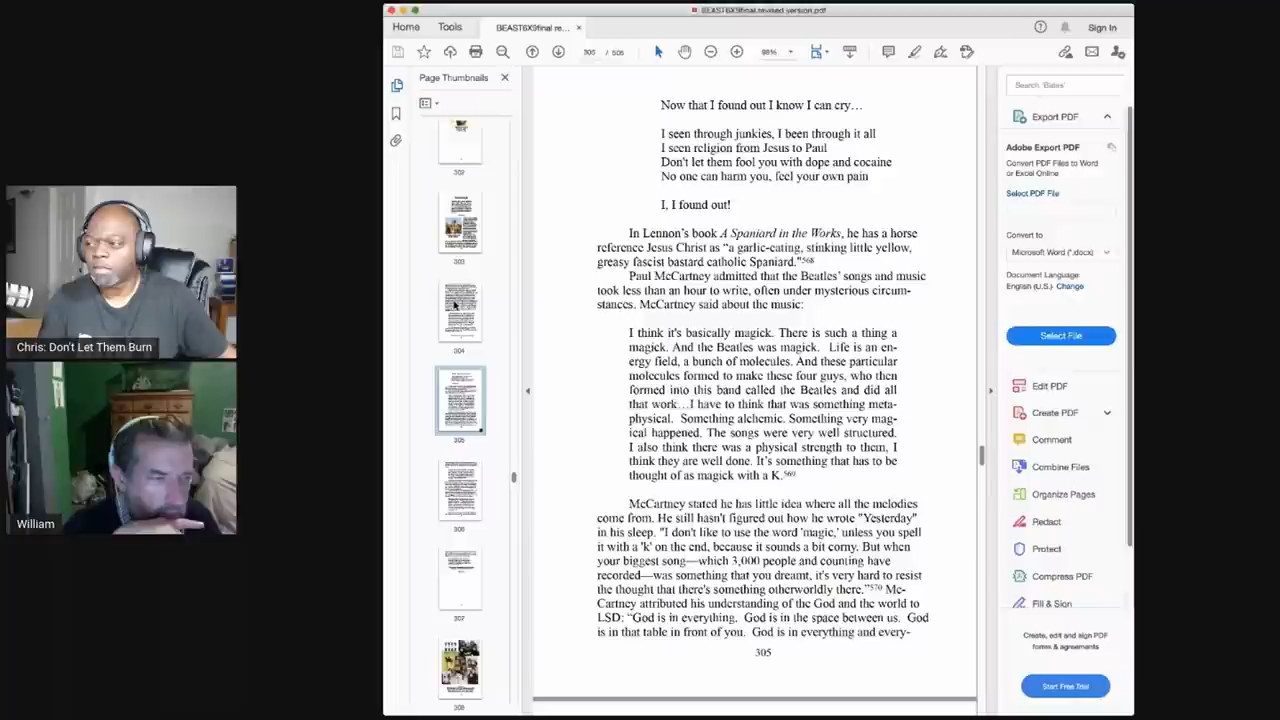 BEAST6X9final revised version.pdf
Home
Tools
BEAST6X9final re...
Sign In
305 / 506
98%
Page Thumbnails
Search 'Bates'
302
303
304
305
306
307
308
Now that I found out I know I can cry…
I seen through junkies, I been through it all
I seen religion from Jesus to Paul
Don't let them fool you with dope and cocaine
No one can harm you, feel your own pain
I, I found out!
In Lennon's book A Spaniard in the Works, he has a horse
reference Jesus Christ as a "garlic-eating, stinking little yellow,
greasy fascist bastard catholic Spaniard."568
Paul McCartney admitted that the Beatles' songs and music
took less than an hour to write, often under mysterious circum-
stances. McCartney said about the music:
I think it's basically magick. There is such a thing as
magick. And the Beatles was magick. Life is an en-
ergy field, a bunch of molecules. And these particular
molecules formed to make these four guys, who then
formed into this band called the Beatles and did all
that work…I have to think that was something meta-
physical. Something alchemic. Something very mag-
ical happened. The songs were very well structured.
I also think there was a physical strength to them, I
think they are well done. It's something that has to be
thought of as magick with a K.569
McCartney stated he has little idea where all the melodies
come from. He still hasn't figured out how he wrote "Yesterday"
in his sleep. "I don't like to use the word 'magic,' unless you spell
it with a 'k' on the end, because it sounds a bit corny. But when
your biggest song—which 3,000 people and counting have
recorded—was something that you dreamt, it's very hard to resist
the thought that there's something otherworldly there."570 Mc-
Cartney attributed his understanding of the God and the world to
LSD: "God is in everything. God is in the space between us. God
is in that table in front of you. God is in everything and every-
305
Export PDF
Adobe Export PDF
Convert PDF Files to Word
or Excel Online
Select PDF File
Convert to
Microsoft Word (*.docx)
Document Language:
English (U.S.) Change
Select File
Edit PDF
Create PDF
Comment
Combine Files
Organize Pages
Redact
Protect
Compress PDF
Fill & Sign
Create, edit and sign PDF
forms & agreements
Start Free Trial
Chris: Don't Let Them Burn
William